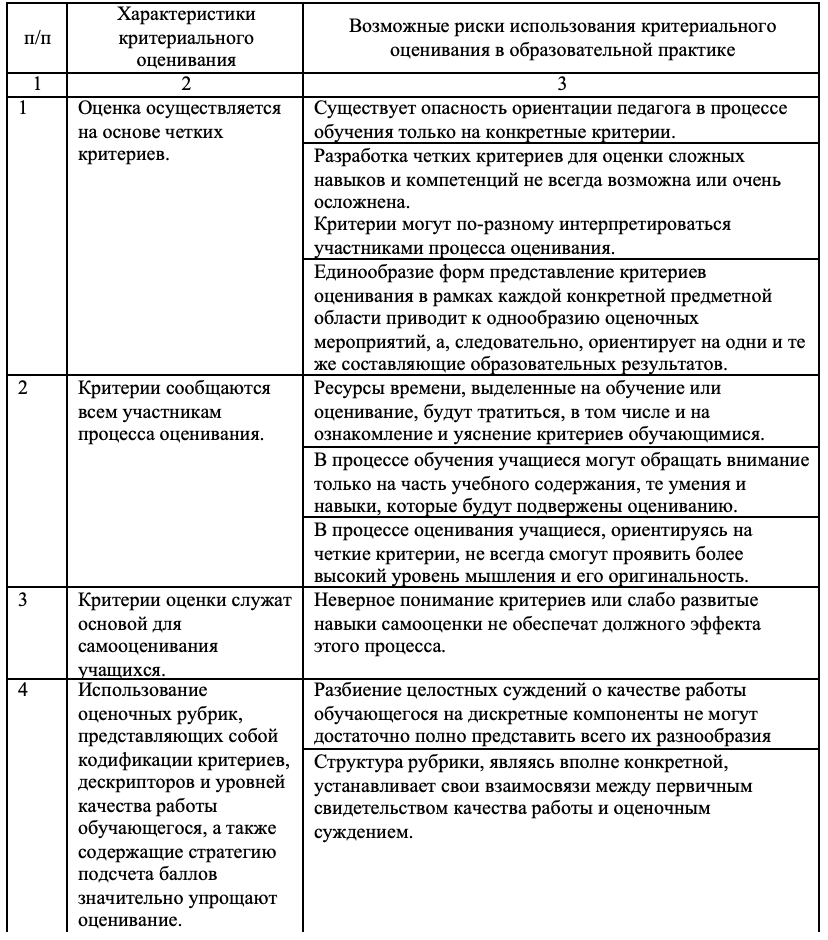 п/п
Характеристики
критериального
оценивания
Возможные риски использования критериального
оценивания в образовательной практике
1
2
3
1
Оценка осуществляется
на основе четких
критериев.
Существует опасность ориентации педагога в процессе
обучения только на конкретные критерии.
Разработка четких критериев для оценки сложных
навыков и компетенций не всегда возможна или очень
осложнена.
Критерии могут по-разному интерпретироваться
участниками процесса оценивания.
Единообразие форм представление критериев
оценивания в рамках каждой конкретной предметной
области приводит к однообразию оценочных
мероприятий, а, следовательно, ориентирует на одни и те
же составляющие образовательных результатов.
2
Критерии сообщаются
всем участникам
процесса оценивания.
Ресурсы времени, выделенные на обучение или
оценивание, будут тратиться, в том числе и на
ознакомление и уяснение критериев обучающимися.
В процессе обучения учащиеся могут обращать внимание
только на часть учебного содержания, те умения и
навыки, которые будут подвержены оцениванию.
В процессе оценивания учащиеся, ориентируясь на
четкие критерии, не всегда смогут проявить более
высокий уровень мышления и его оригинальность.
3
Критерии оценки служат
основой для
самооценивания
учащихся.
Неверное понимание критериев или слабо развитые
навыки самооценки не обеспечат должного эффекта
этого процесса.
4
Использование
оценочных рубрик,
представляющих собой
кодификации критериев,
дескрипторов и уровней
качества работы
обучающегося, а также
содержащие стратегию
подсчета баллов
значительно упрощают
оценивание.
Разбиение целостных суждений о качестве работы
обучающегося на дискретные компоненты не могут
достаточно полно представить всего их разнообразия
Структура рубрики, являясь вполне конкретной,
устанавливает свои взаимосвязи между первичным
свидетельством качества работы и оценочным
суждением.